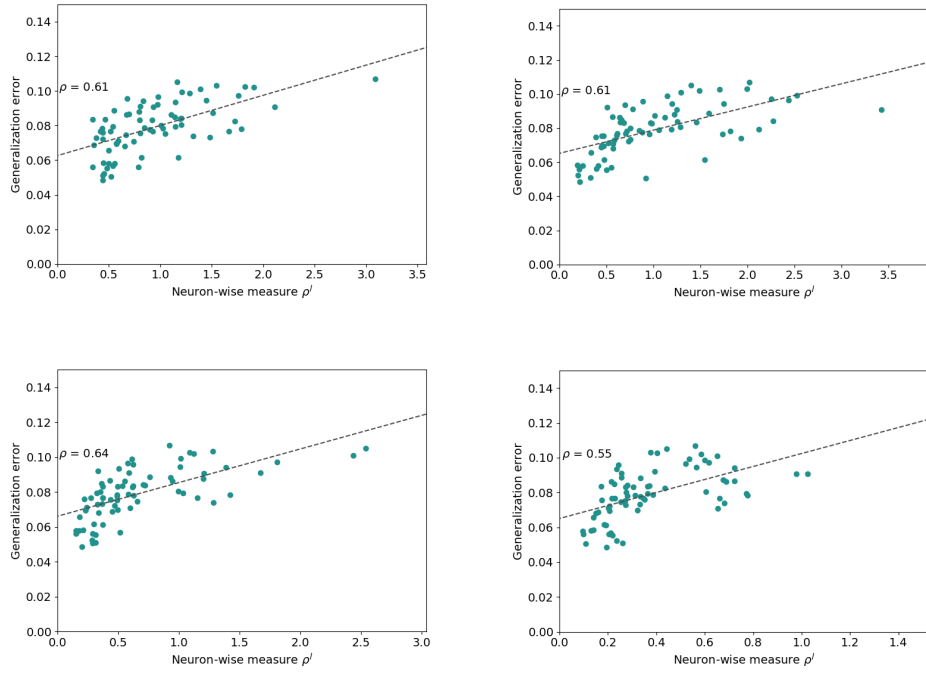 0.14
0.12
0.10
0.08
0.06
0.04
0.02
0.00
Generalization error
ρ = 0.61
0.0 0.5 1.0 1.5 2.0 2.5 3.0 3.5
Neuron-wise measure ρˡ
0.14
0.12
0.10
0.08
0.06
0.04
0.02
0.00
Generalization error
ρ = 0.61
0.0 0.5 1.0 1.5 2.0 2.5 3.0 3.5
Neuron-wise measure ρˡ
0.14
0.12
0.10
0.08
0.06
0.04
0.02
0.00
Generalization error
ρ = 0.64
0.0 0.5 1.0 1.5 2.0 2.5 3.0
Neuron-wise measure ρˡ
0.14
0.12
0.10
0.08
0.06
0.04
0.02
0.00
Generalization error
ρ = 0.55
0.0 0.2 0.4 0.6 0.8 1.0 1.2 1.4
Neuron-wise measure ρˡ